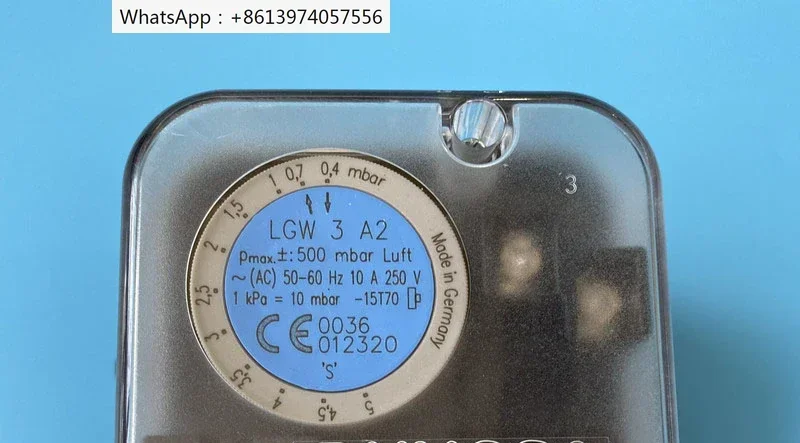 WhatsApp：+8613974057556
3
0,4 mbar
0,7
1
1,5
2
2,5
3
3,5
4
4,5
5
Made in Germany
LGW 3 A2
pmax.±: 500 mbar Luft
~ (AC) 50-60 Hz 10 A 250 V
1 kPa = 10 mbar -15T70
CE 0036
012320
'S'